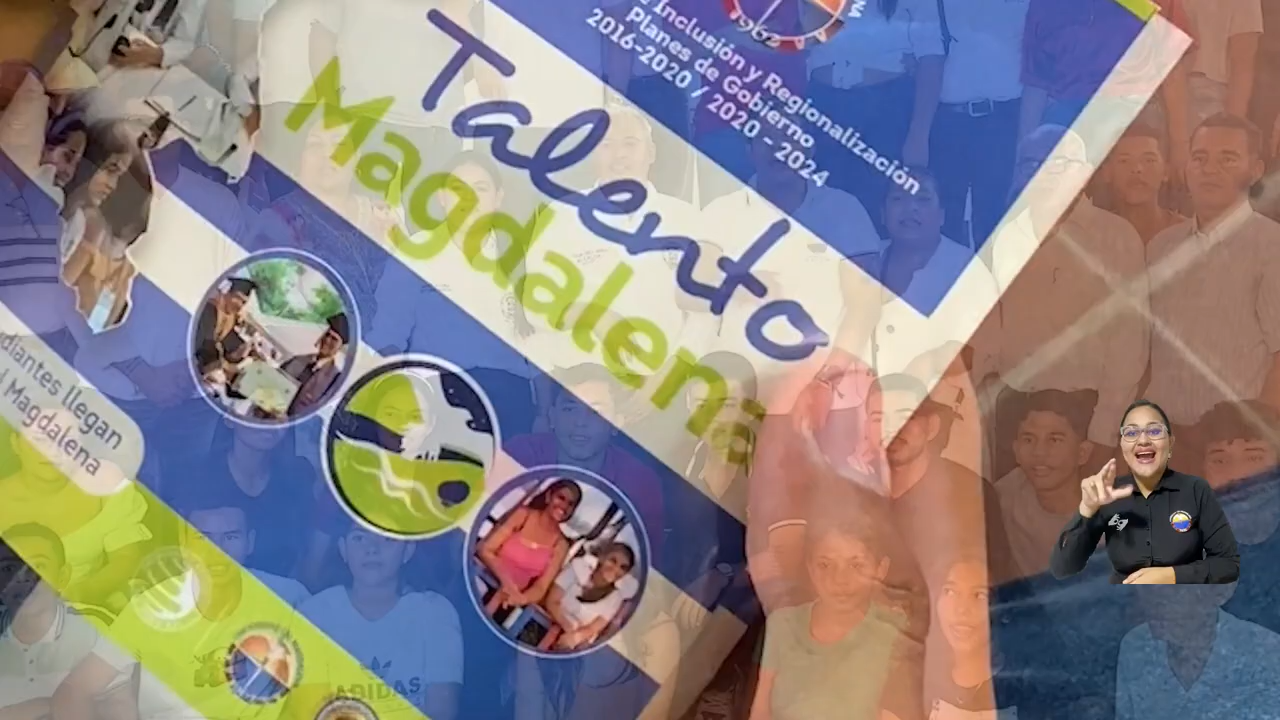 1962
Inclusión y Regionalización
Planes de Gobierno
2016-2020 / 2020 - 2024
Talento
Magdalena
diantes llegan
Magdalena
ADIDAS